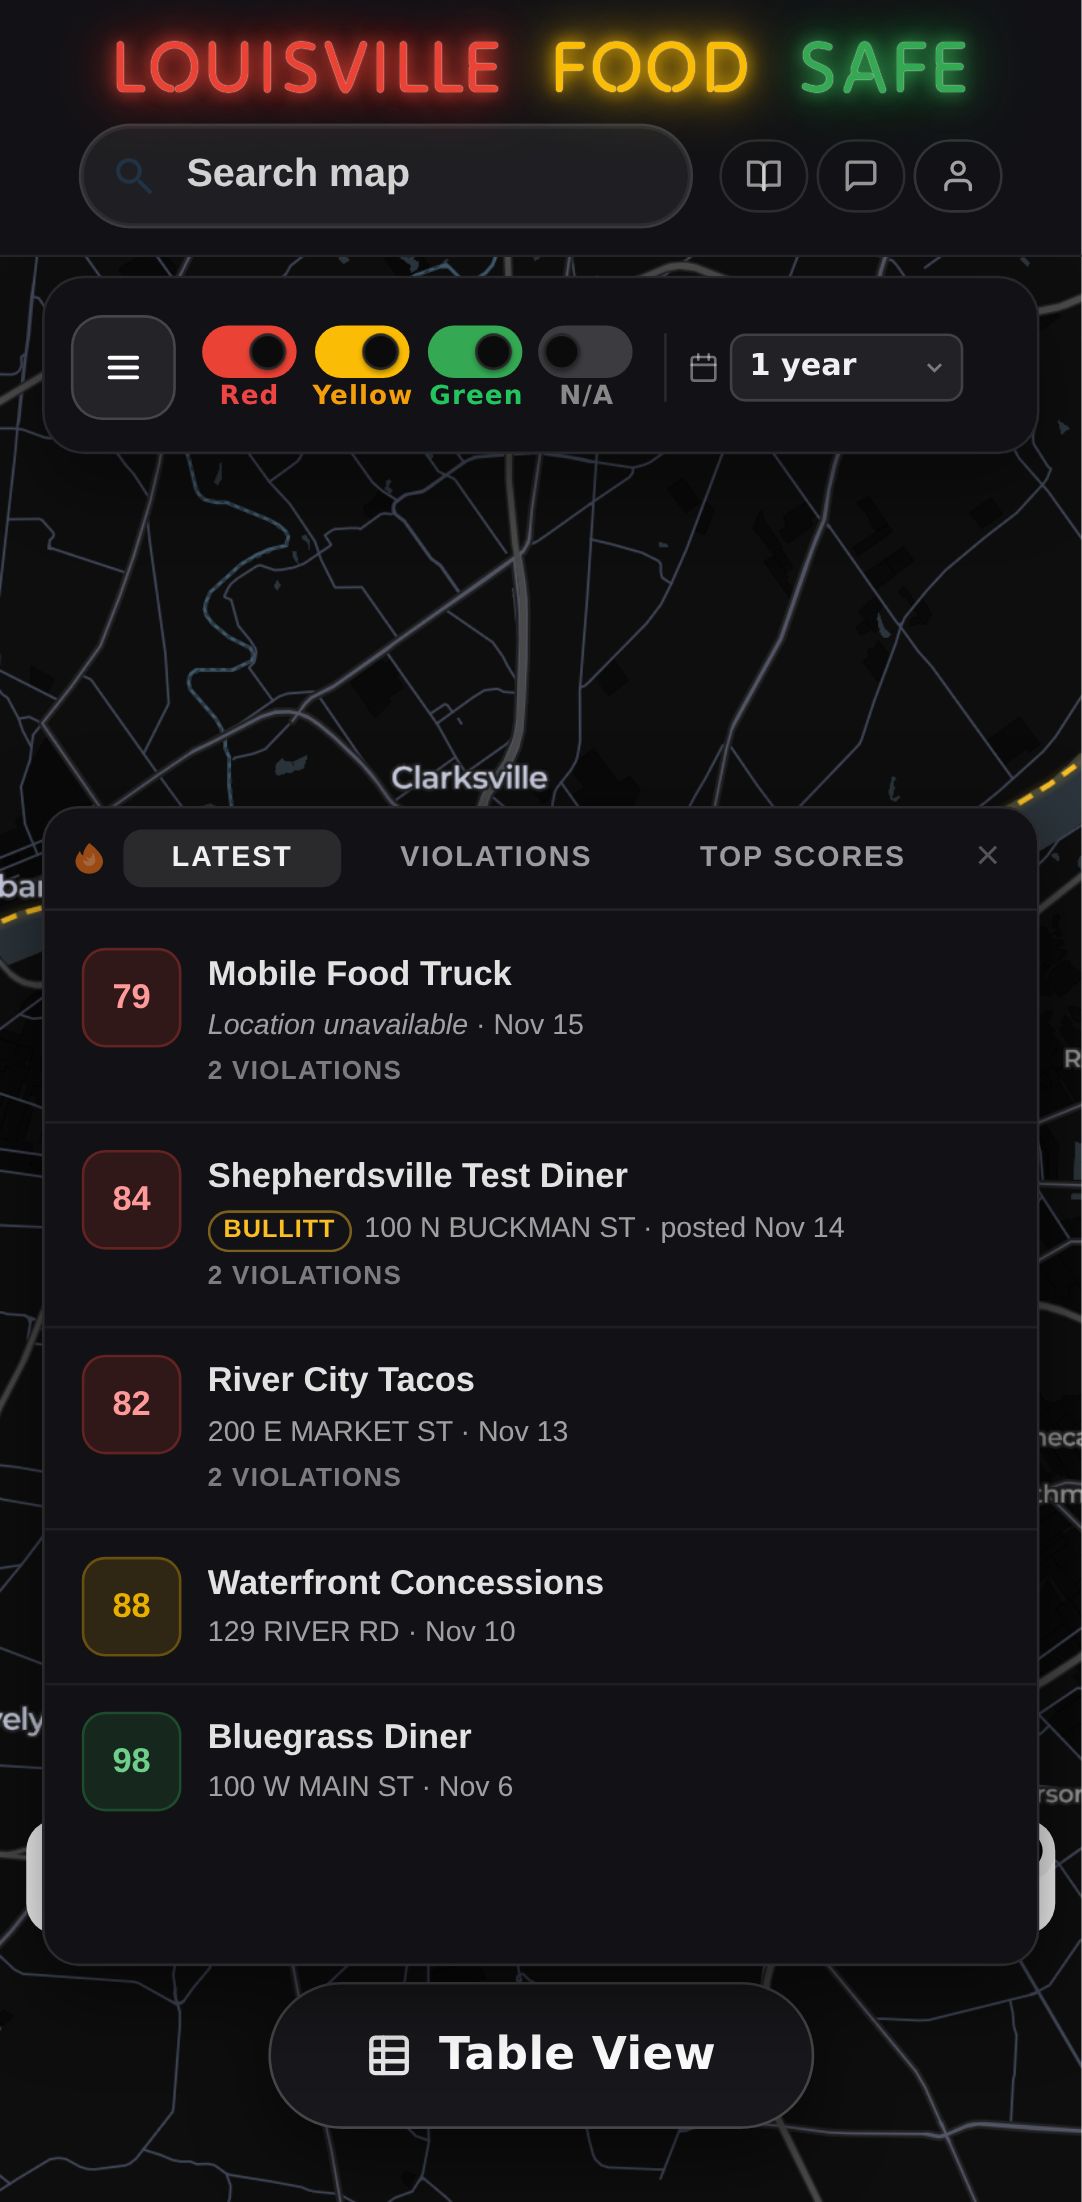 LOUISVILLE FOOD SAFE
Search map
Red Yellow Green N/A
1 year
Clarksville
LATEST VIOLATIONS TOP SCORES
79
Mobile Food Truck
Location unavailable · Nov 15
2 VIOLATIONS
84
Shepherdsville Test Diner
BULLITT 100 N BUCKMAN ST · posted Nov 14
2 VIOLATIONS
82
River City Tacos
200 E MARKET ST · Nov 13
2 VIOLATIONS
88
Waterfront Concessions
129 RIVER RD · Nov 10
98
Bluegrass Diner
100 W MAIN ST · Nov 6
Table View